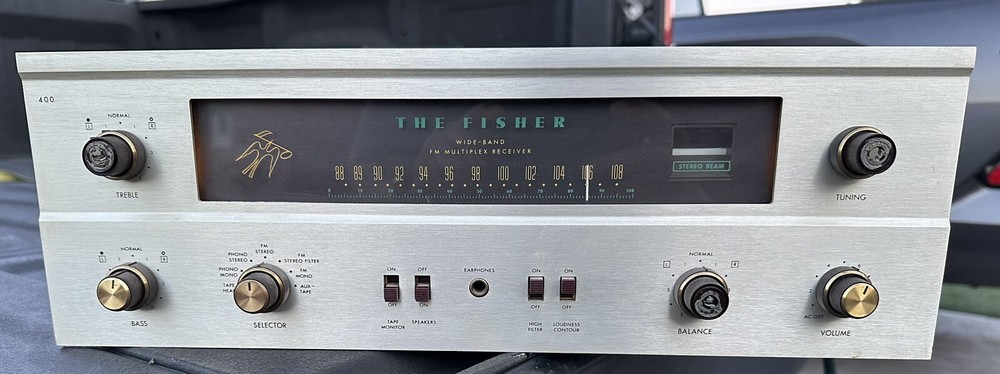 400
THE FISHER
WIDE-BAND
FM MULTIPLEX RECEIVER
88 89 90 92 94 96 98 100 102 104 106 108
STEREO BEAM
NORMAL
L R
TREBLE
TUNING
NORMAL
L R
BASS
FM
STEREO
PHONO
STEREO
FM
STEREO FILTER
PHONO
MONO
FM
MONO
TAPE
HEAD
AUX-
TAPE
SELECTOR
ON
OFF
TAPE
MONITOR
OFF
ON
SPEAKERS
EARPHONES
ON
OFF
HIGH
FILTER
ON
OFF
LOUDNESS
CONTOUR
NORMAL
L R
BALANCE
AC OFF
VOLUME